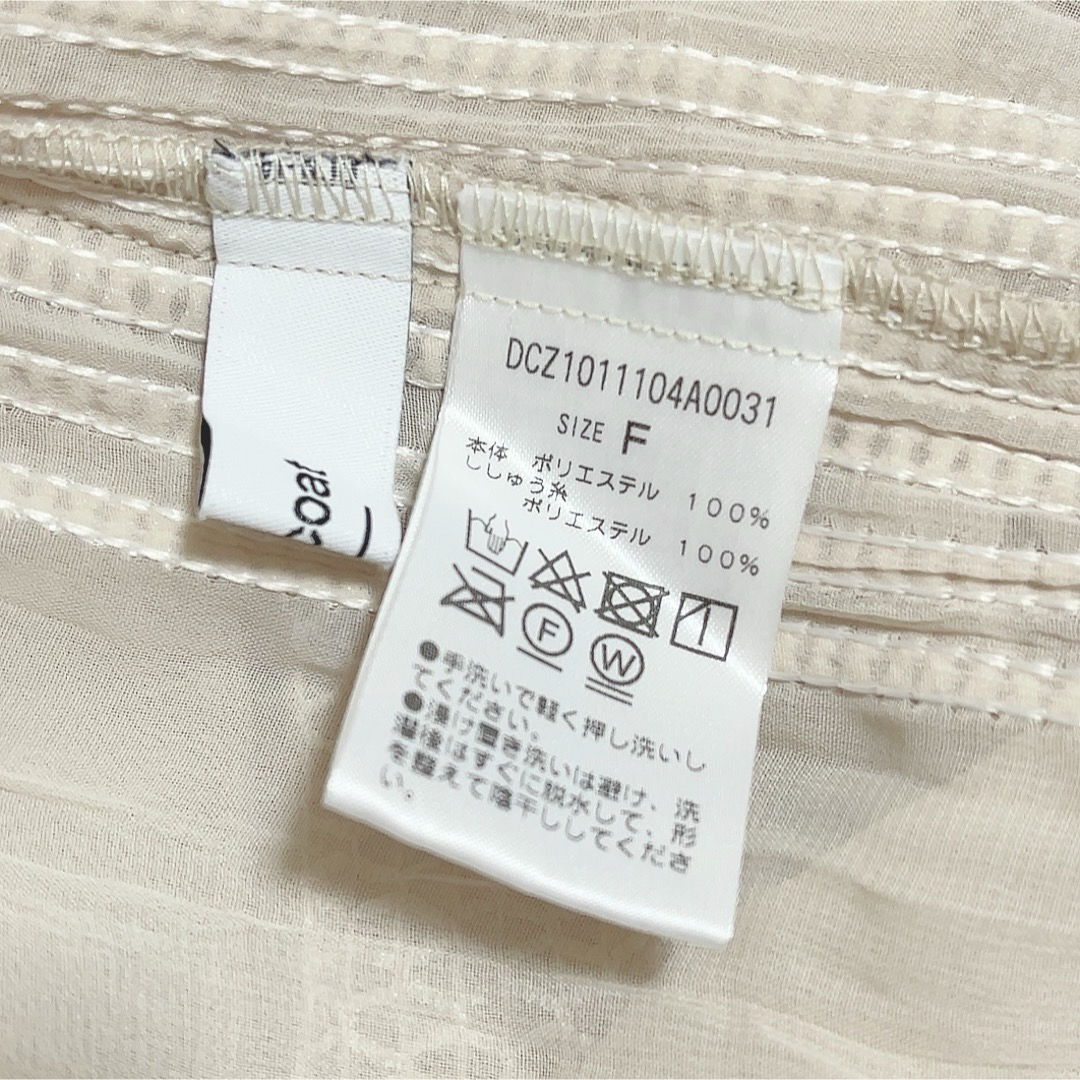 DCZ1011104A0031
SIZE F
本体 ポリエステル 100%
ししゅう糸
ポリエステル 100%
F
W
●手洗いで軽く押し洗いし
てください。
●漬け置き洗いは避け、洗
濯後はすぐに脱水して、形
を整えて陰干ししてくださ
い。
coat